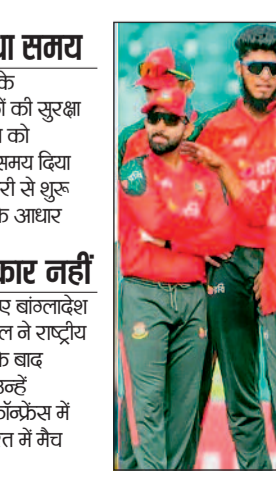 ा समय
के
ों की सुरक्षा
को
समय दिया
री से शुरू
के आधार
कार नहीं
ए बांग्लादेश
ल ने राष्ट्रीय
के बाद
उन्हें
कॉन्फ्रेंस में
त में मैच